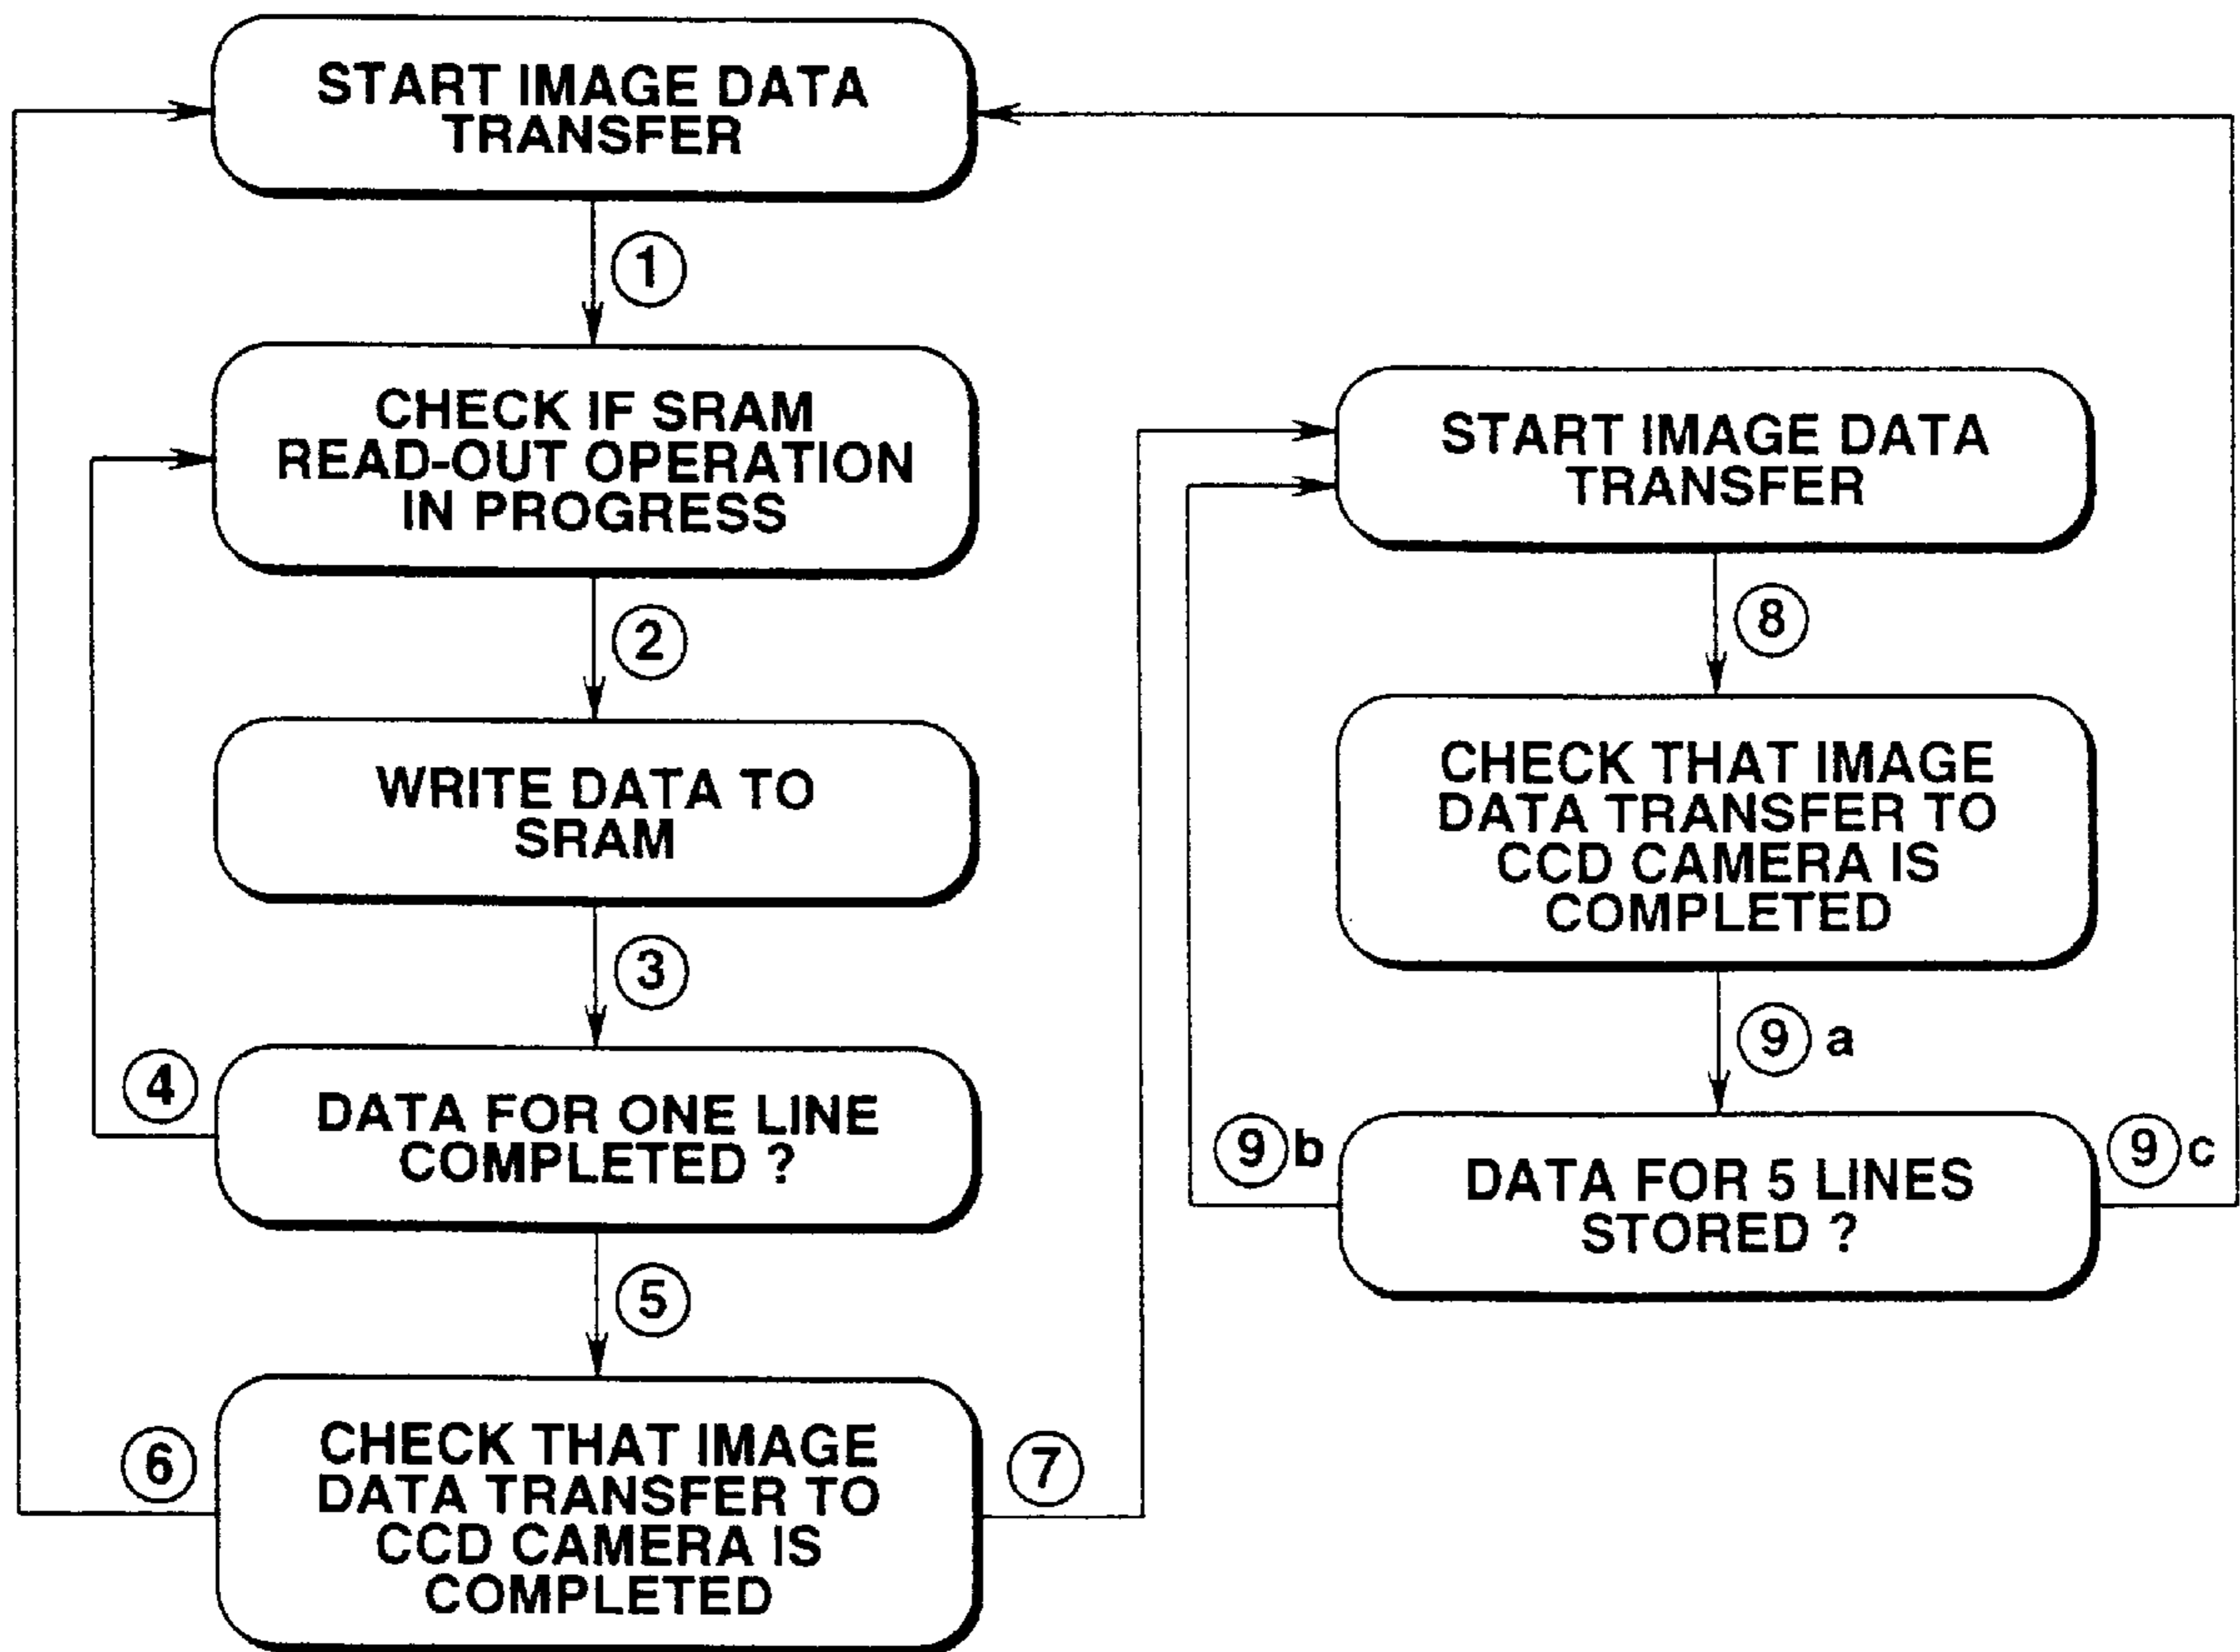 START IMAGE DATA
TRANSFER
①
CHECK IF SRAM
READ-OUT OPERATION
IN PROGRESS
②
WRITE DATA TO
SRAM
③
④
DATA FOR ONE LINE
COMPLETED ?
⑤
⑥
CHECK THAT IMAGE
DATA TRANSFER TO
CCD CAMERA IS
COMPLETED
⑦
START IMAGE DATA
TRANSFER
⑧
CHECK THAT IMAGE
DATA TRANSFER TO
CCD CAMERA IS
COMPLETED
⑨ a
⑨ b
DATA FOR 5 LINES
STORED ?
⑨ c